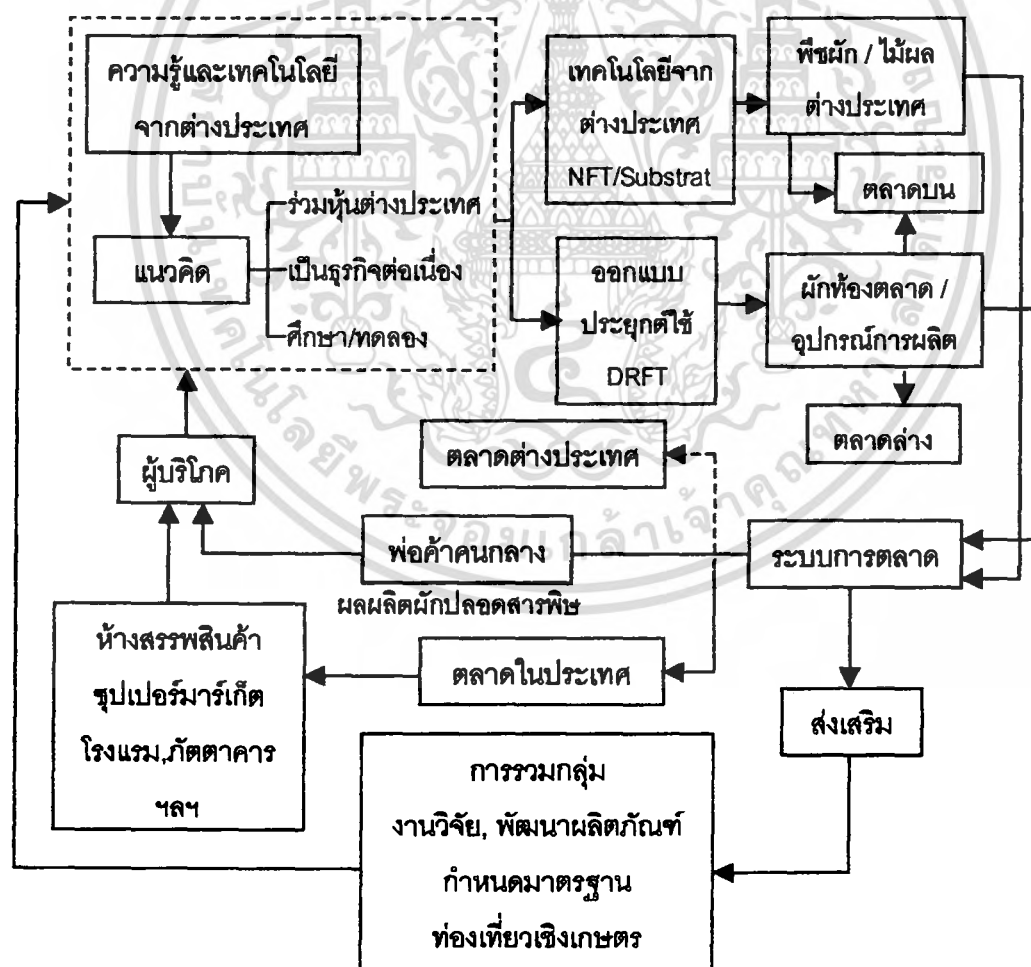 ความรู้และเทคโนโลยี
จากต่างประเทศ
แนวคิด
ร่วมหุ้นต่างประเทศ
เป็นธุรกิจต่อเนื่อง
ศึกษา/ทดลอง
เทคโนโลยีจาก
ต่างประเทศ
NFT/Substrat
พืชผัก / ไม้ผล
ต่างประเทศ
ตลาดบน
ออกแบบ
ประยุกต์ใช้
DRFT
ผักท้องตลาด /
อุปกรณ์การผลิต
ตลาดล่าง
ตลาดต่างประเทศ
ผู้บริโภค
พ่อค้าคนกลาง
ระบบการตลาด
ผลผลิตผักปลอดสารพิษ
ห้างสรรพสินค้า
ซุปเปอร์มาร์เก็ต
โรงแรม,ภัตตาคาร
ฯลฯ
ตลาดในประเทศ
ส่งเสริม
การรวมกลุ่ม
งานวิจัย, พัฒนาผลิตภัณฑ์
กำหนดมาตรฐาน
ท่องเที่ยวเชิงเกษตร